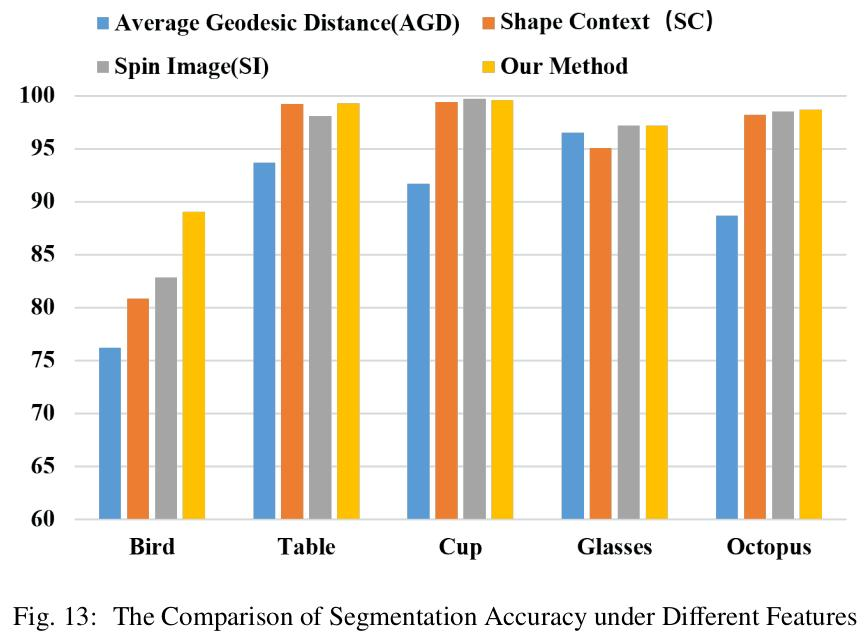 Average Geodesic Distance(AGD)
Shape Context（SC）
Spin Image(SI)
Our Method
100
95
90
85
80
75
70
65
60
Bird Table Cup Glasses Octopus
Fig. 13: The Comparison of Segmentation Accuracy under Different Features